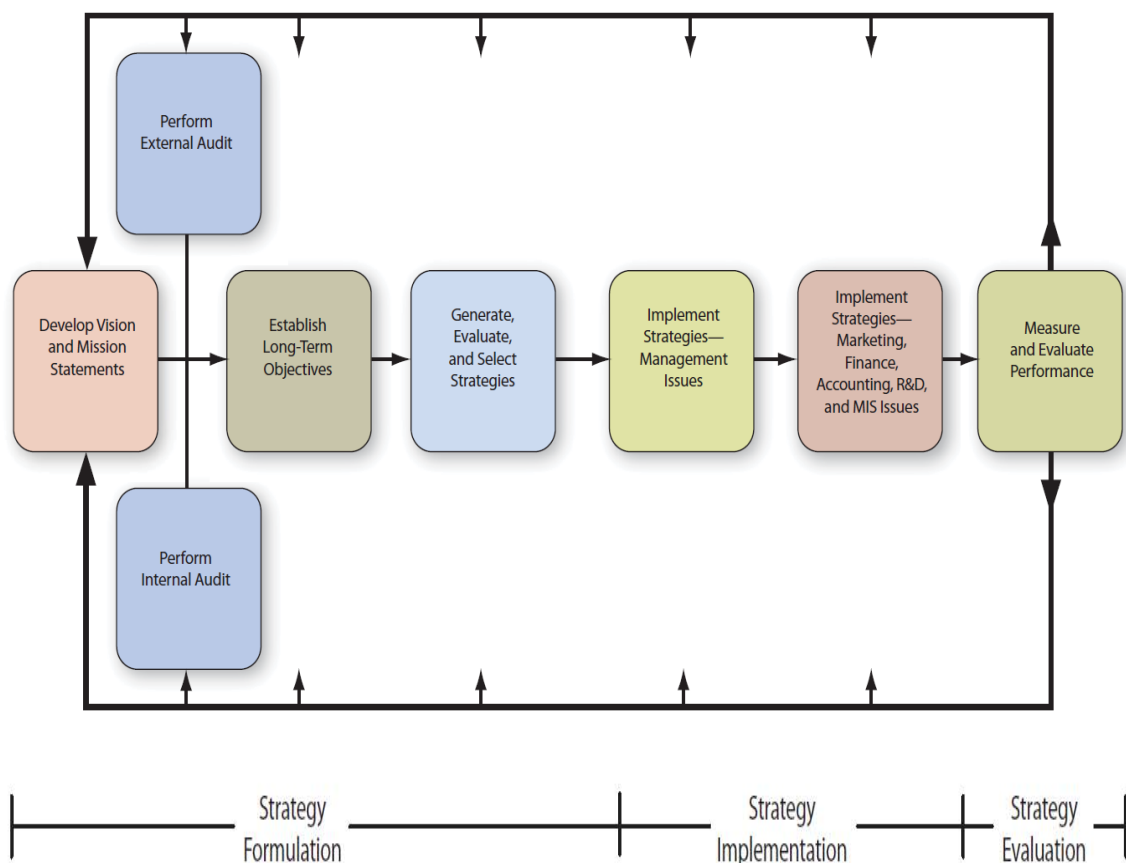 Perform
External Audit
Develop Vision
and Mission
Statements
Establish
Long-Term
Objectives
Generate,
Evaluate,
and Select
Strategies
Implement
Strategies—
Management
Issues
Implement
Strategies—
Marketing,
Finance,
Accounting, R&D,
and MIS Issues
Measure
and Evaluate
Performance
Perform
Internal Audit
Strategy
Formulation
Strategy
Implementation
Strategy
Evaluation